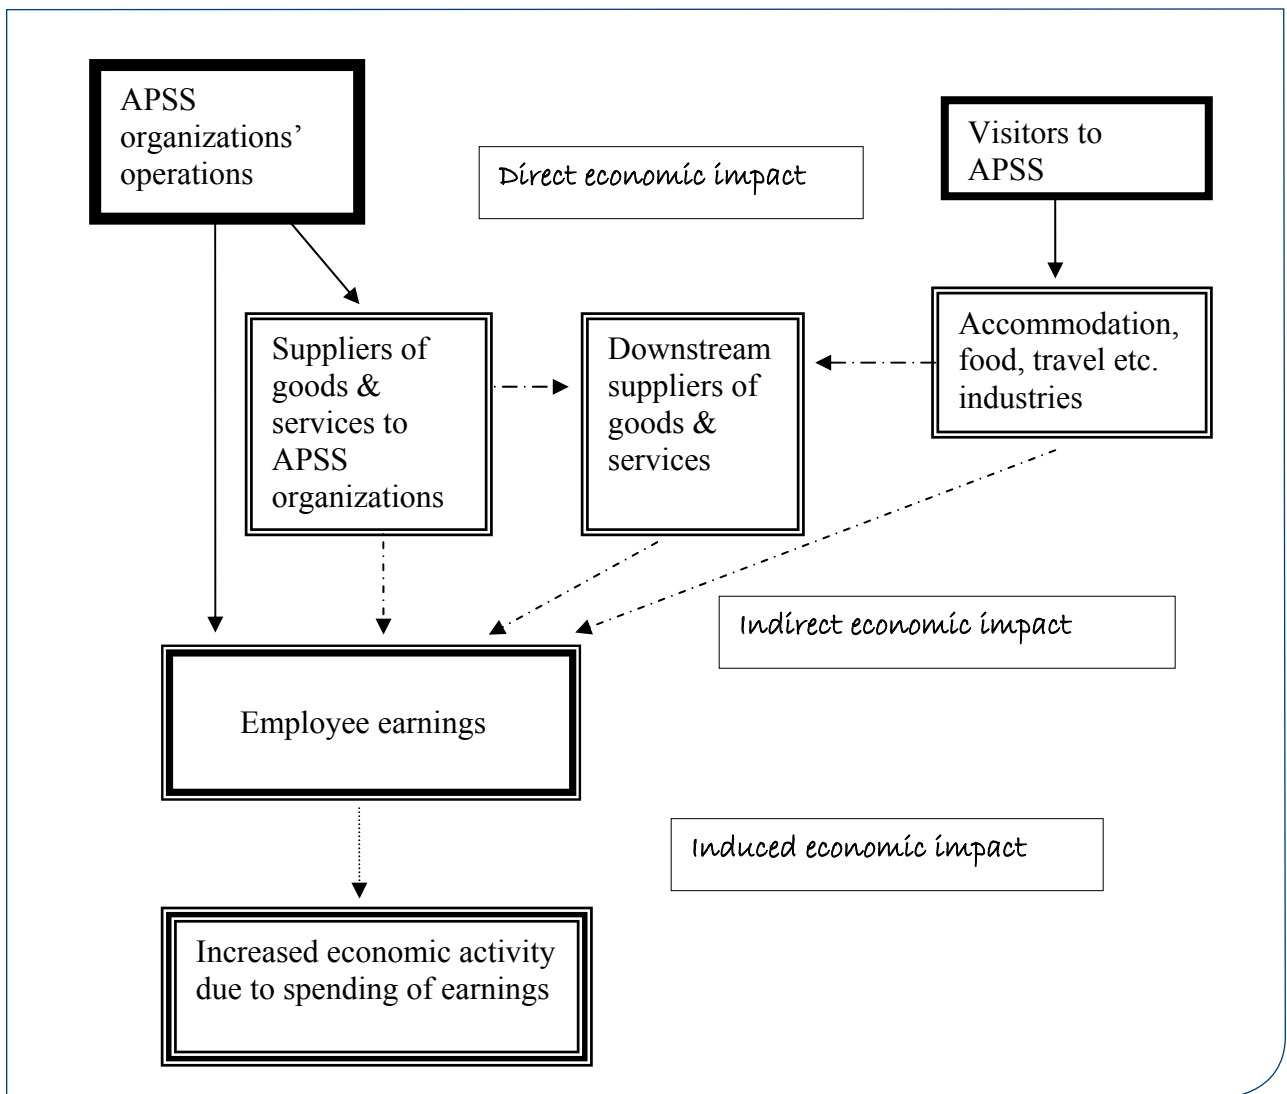 APSS
organizations’
operations
Visitors to
APSS
Direct economic impact
Suppliers of
goods &
services to
APSS
organizations
Downstream
suppliers of
goods &
services
Accommodation,
food, travel etc.
industries
Indirect economic impact
Employee earnings
Induced economic impact
Increased economic activity
due to spending of earnings